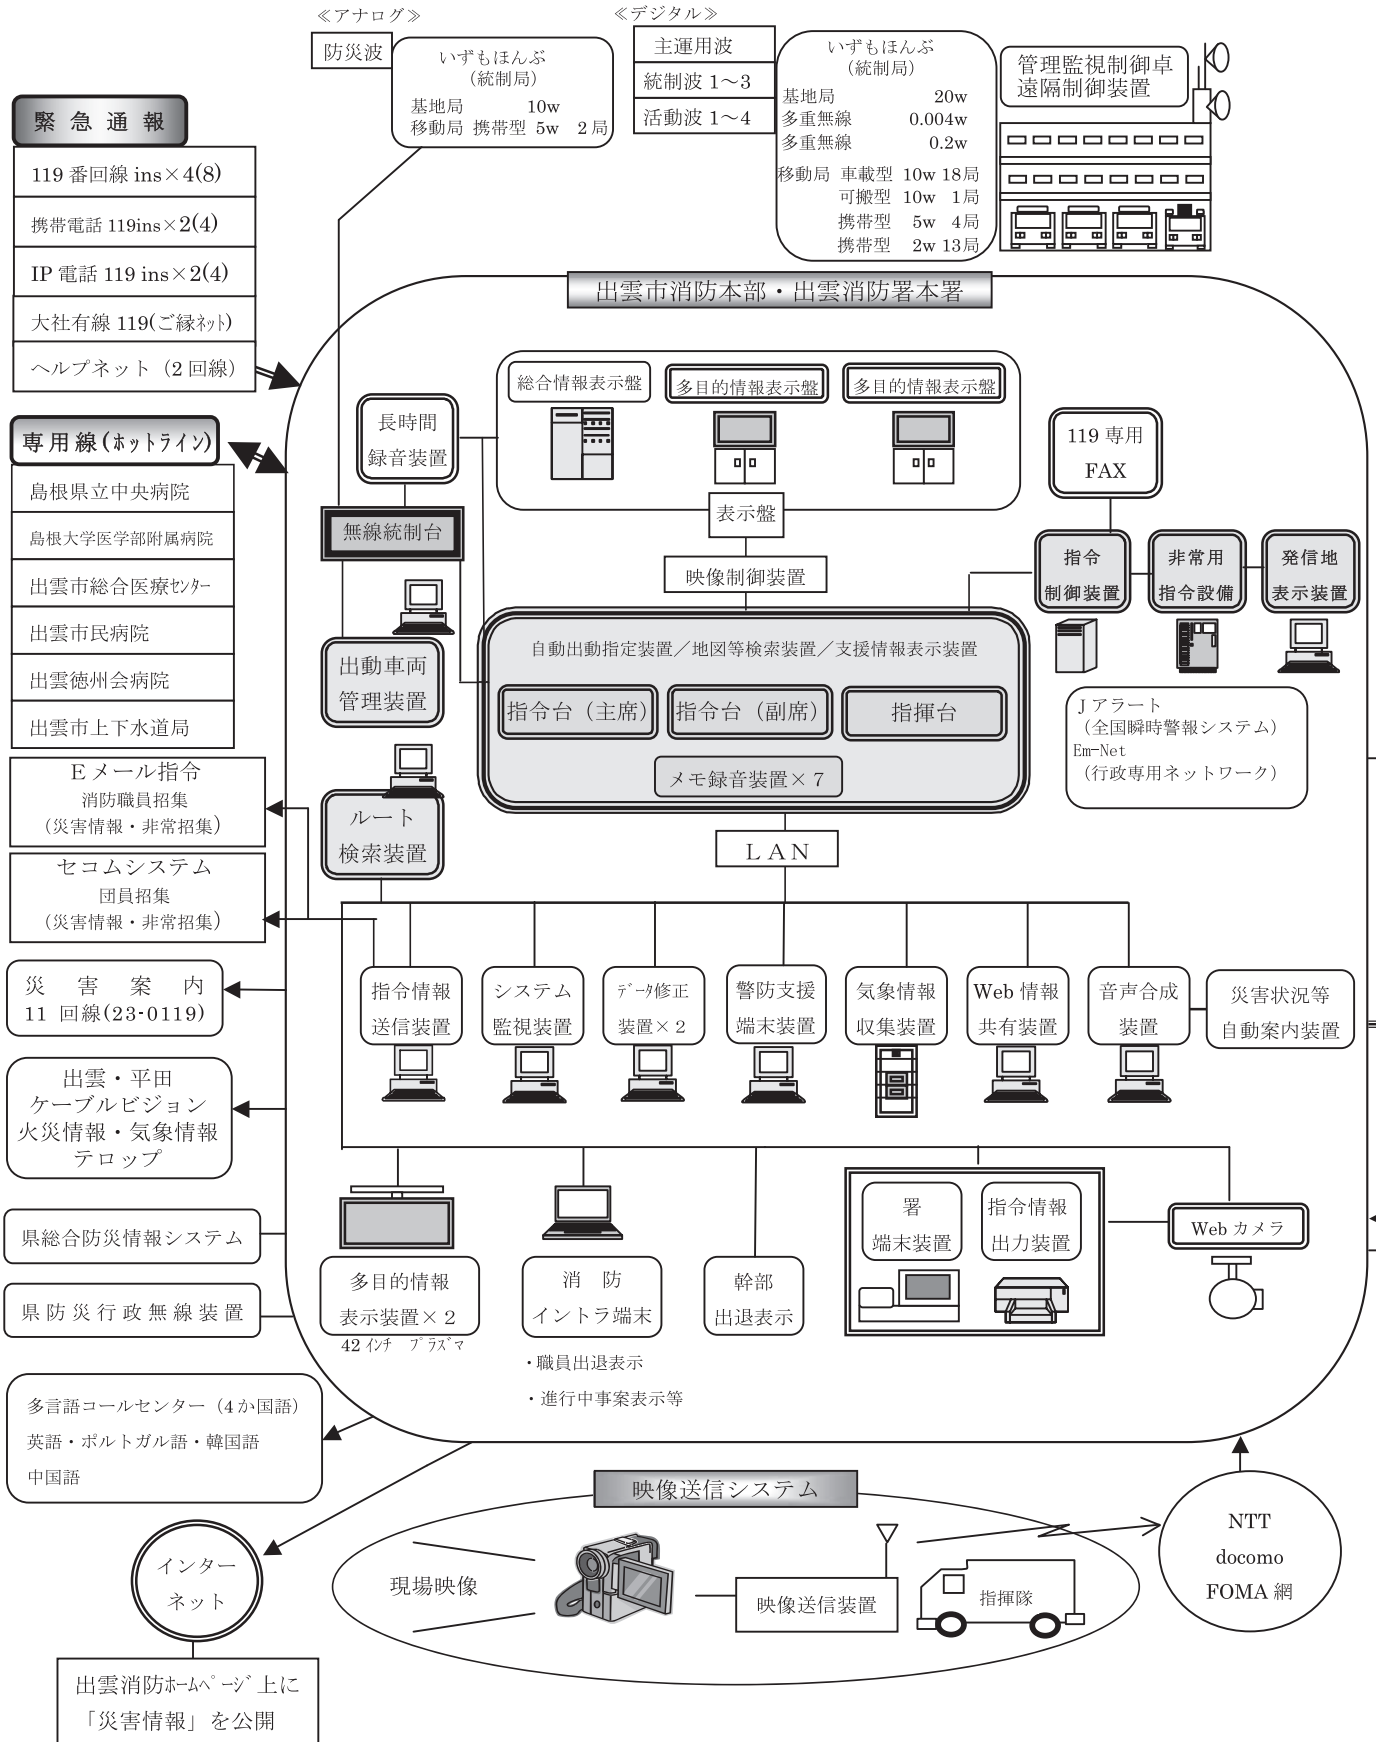 ≪アナログ≫
防災波
いずもほんぶ
(統制局)
基地局 10w
移動局 携帯型 5w 2局
≪デジタル≫
主運用波
統制波 1～3
活動波 1～4
いずもほんぶ
(統制局)
基地局 20w
多重無線 0.004w
多重無線 0.2w
移動局 車載型 10w 18局
可搬型 10w 1局
携帯型 5w 4局
携帯型 2w 13局
管理監視制御卓
遠隔制御装置
緊急通報
119 番回線 ins×4(8)
携帯電話 119ins×2(4)
IP 電話 119 ins×2(4)
大社有線 119(ご縁ネット)
ヘルプネット（2 回線）
専用線(ホットライン)
島根県立中央病院
島根大学医学部附属病院
出雲市総合医療センター
出雲市民病院
出雲徳州会病院
出雲市上下水道局
Eメール指令
消防職員招集
(災害情報・非常招集)
セコムシステム
団員招集
(災害情報・非常招集)
災害案内
11 回線(23-0119)
出雲・平田
ケーブルビジョン
火災情報・気象情報
テロップ
県総合防災情報システム
県防災行政無線装置
多言語コールセンター（4か国語）
英語・ポルトガル語・韓国語
中国語
インター
ネット
出雲消防ホームページ上に
「災害情報」を公開
出雲市消防本部・出雲消防署本署
総合情報表示盤
多目的情報表示盤
多目的情報表示盤
表示盤
映像制御装置
長時間
録音装置
無線統制台
出動車両
管理装置
ルート
検索装置
119 専用
FAX
指令
制御装置
非常用
指令設備
発信地
表示装置
Jアラート
（全国瞬時警報システム）
Em-Net
（行政専用ネットワーク）
自動出動指定装置／地図等検索装置／支援情報表示装置
指令台（主席）
指令台（副席）
指揮台
メモ録音装置×７
ＬＡＮ
指令情報
送信装置
システム
監視装置
データ修正
装置×２
警防支援
端末装置
気象情報
収集装置
Web 情報
共有装置
音声合成
装置
災害状況等
自動案内装置
多目的情報
表示装置×２
42 インチ プラズマ
消防
イントラ端末
・職員出退表示
・進行中事案表示等
幹部
出退表示
署
端末装置
指令情報
出力装置
Web カメラ
映像送信システム
現場映像
映像送信装置
指揮隊
NTT
docomo
FOMA 網